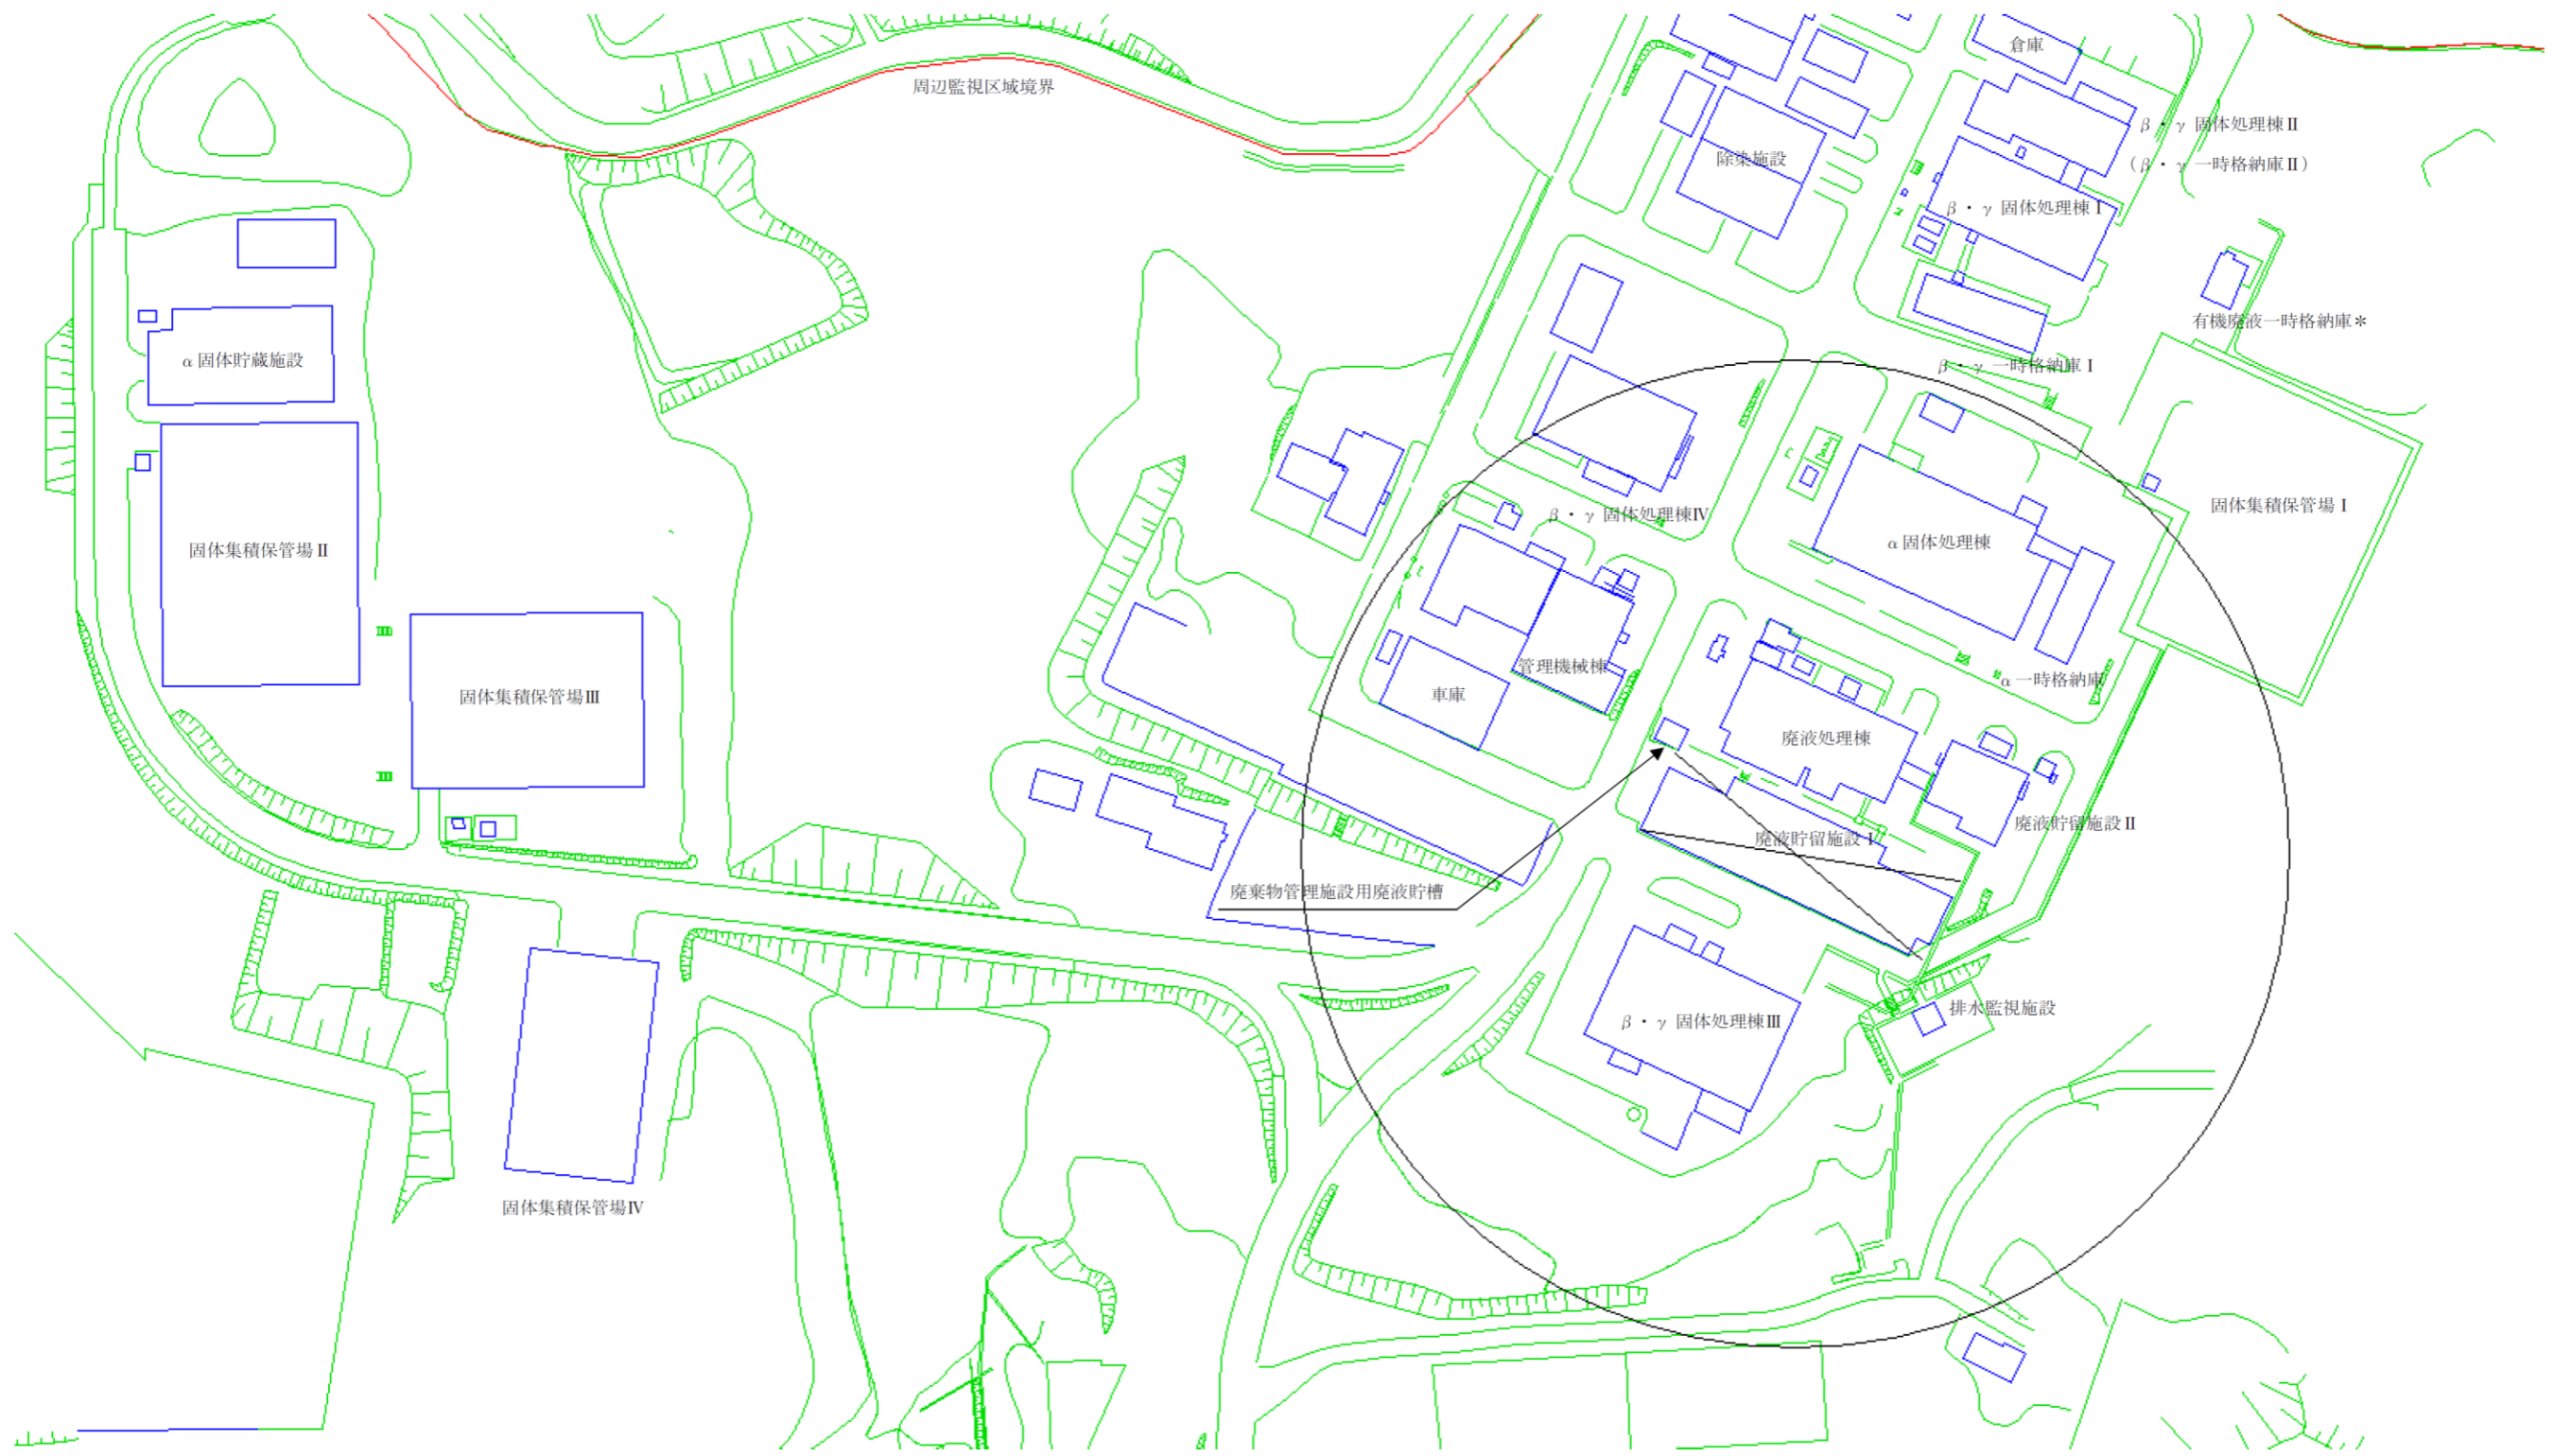 倉庫
周辺監視区域境界
β・γ 固体処理棟Ⅱ
(β・γ 一時格納庫Ⅱ)
除染施設
β・γ 固体処理棟Ⅰ
有機廃液一時格納庫＊
α固体貯蔵施設
β・γ 一時格納庫Ⅰ
固体集積保管場Ⅰ
β・γ 固体処理棟Ⅳ
α固体処理棟
固体集積保管場Ⅱ
管理機械棟
α一時格納庫
固体集積保管場Ⅲ
車庫
廃液処理棟
廃液貯留施設Ⅱ
廃液貯留施設Ⅰ
廃棄物管理施設用廃液貯槽
排水監視施設
β・γ 固体処理棟Ⅲ
固体集積保管場Ⅳ